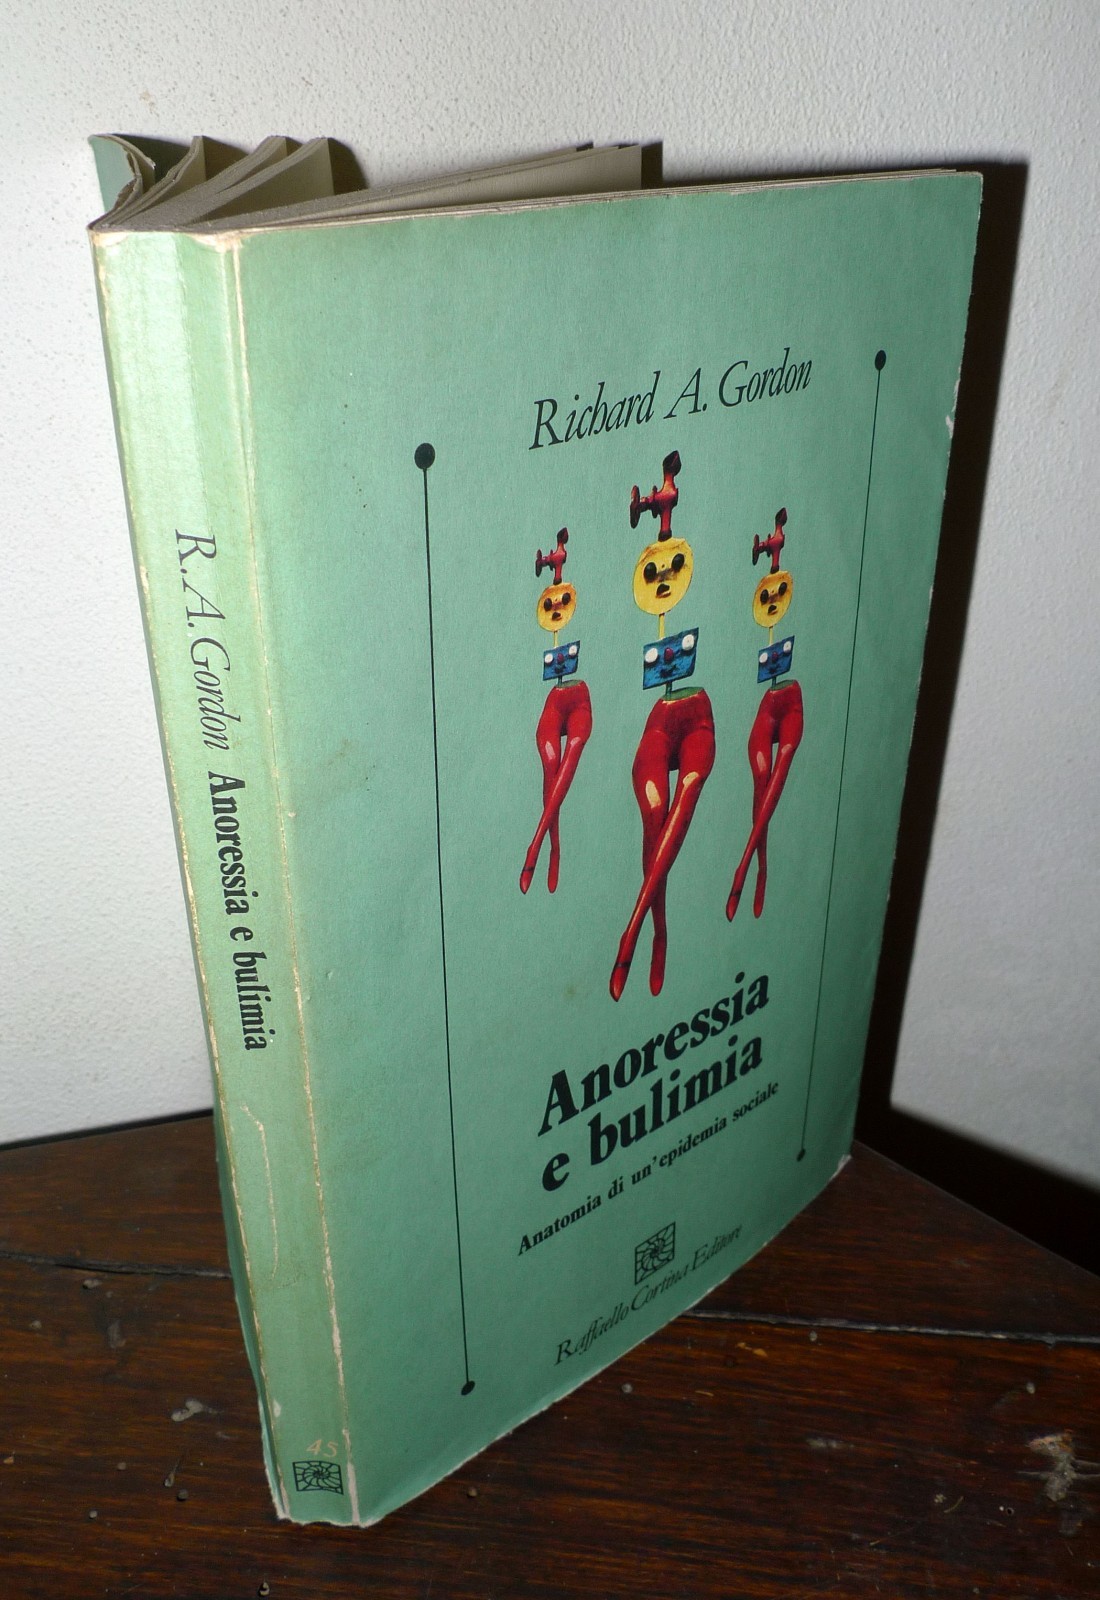 Richard A. Gordon
Anoressia
e bulimia
Anatomia di un'epidemia sociale
Raffaello Cortina Editore
R. A. Gordon Anoressia e bulimia
45